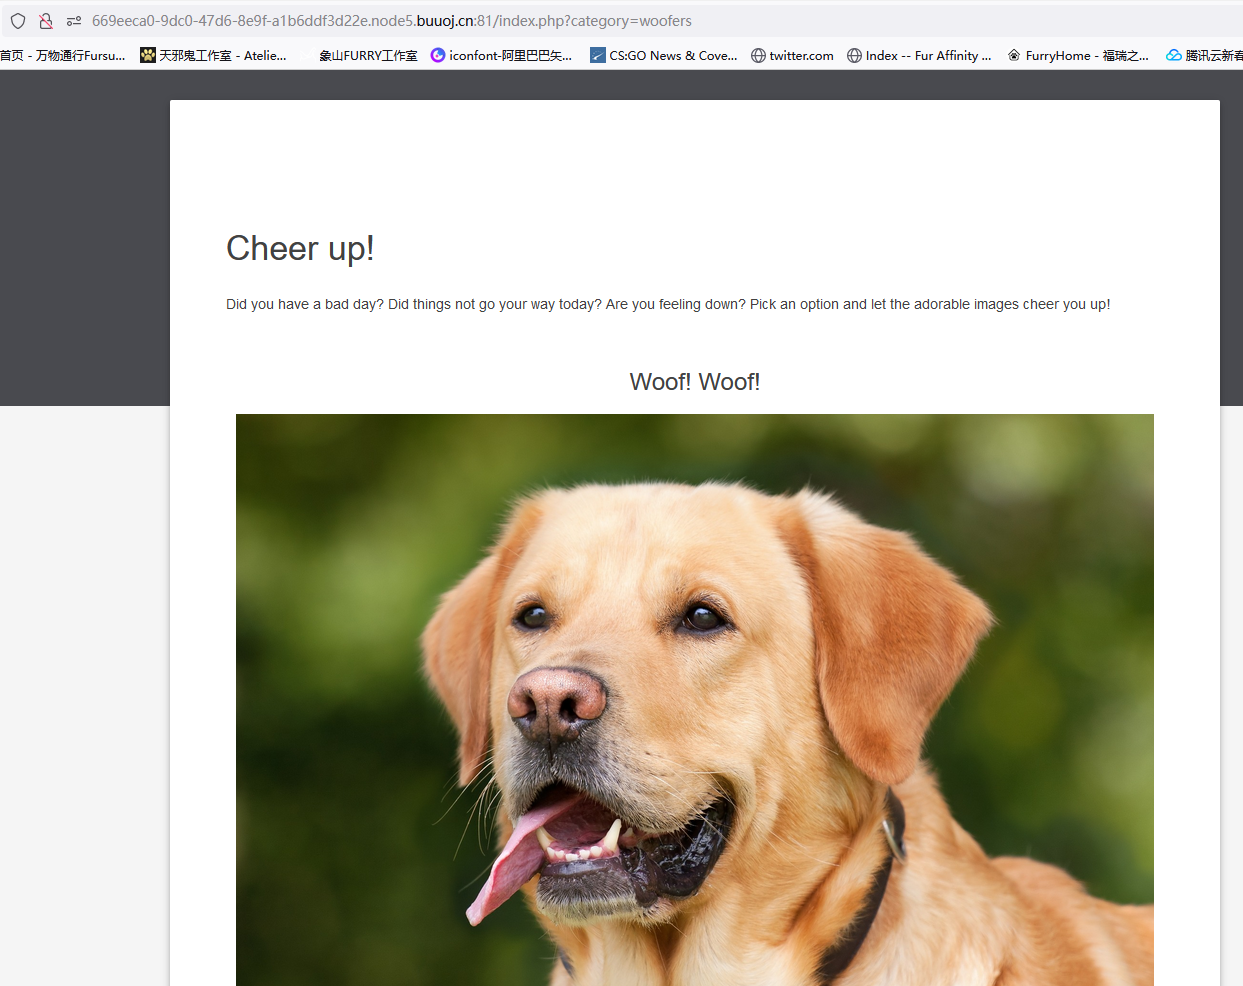 669eeca0-9dc0-47d6-8e9f-a1b6ddf3d22e.node5.buuoj.cn:81/index.php?category=woofers
首页 - 万物通行Fursu... 天邪鬼工作室 - Atelie... 象山FURRY工作室 iconfont-阿里巴巴矢... CS:GO News & Cove... twitter.com Index -- Fur Affinity ... FurryHome - 福瑞之... 腾讯云新春
Cheer up!
Did you have a bad day? Did things not go your way today? Are you feeling down? Pick an option and let the adorable images cheer you up!
Woof! Woof!